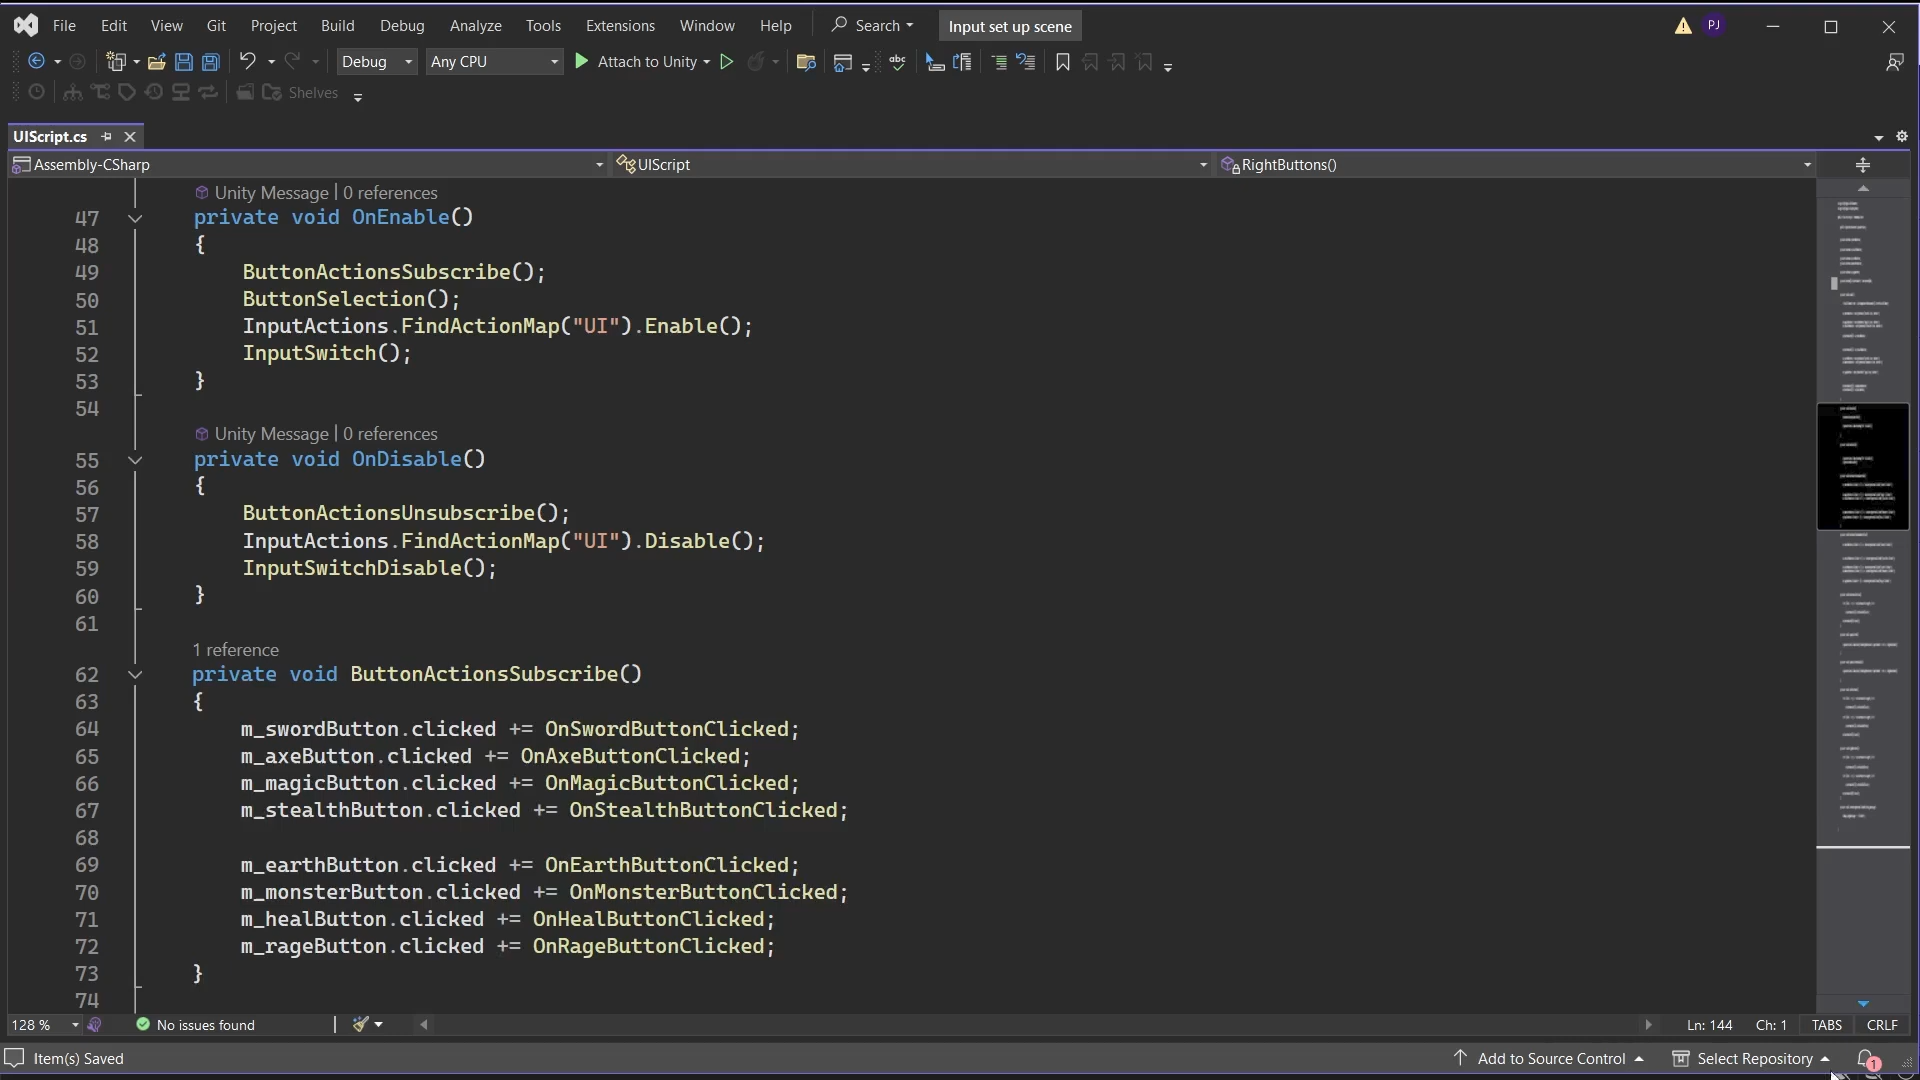 File Edit View Git Project Build Debug Analyze Tools Extensions Window Help Search Input set up scene PJ
Debug Any CPU Attach to Unity abc
Shelves
UIScript.cs
Assembly-CSharp UIScript RightButtons()
Unity Message | 0 references
47 private void OnEnable()
48 {
49 ButtonActionsSubscribe();
50 ButtonSelection();
51 InputActions.FindActionMap("UI").Enable();
52 InputSwitch();
53 }
54
Unity Message | 0 references
55 private void OnDisable()
56 {
57 ButtonActionsUnsubscribe();
58 InputActions.FindActionMap("UI").Disable();
59 InputSwitchDisable();
60 }
61
1 reference
62 private void ButtonActionsSubscribe()
63 {
64 m_swordButton.clicked += OnSwordButtonClicked;
65 m_axeButton.clicked += OnAxeButtonClicked;
66 m_magicButton.clicked += OnMagicButtonClicked;
67 m_stealthButton.clicked += OnStealthButtonClicked;
68
69 m_earthButton.clicked += OnEarthButtonClicked;
70 m_monsterButton.clicked += OnMonsterButtonClicked;
71 m_healButton.clicked += OnHealButtonClicked;
72 m_rageButton.clicked += OnRageButtonClicked;
73 }
74
128 % No issues found Ln: 144 Ch: 1 TABS CRLF
Item(s) Saved Add to Source Control Select Repository 1